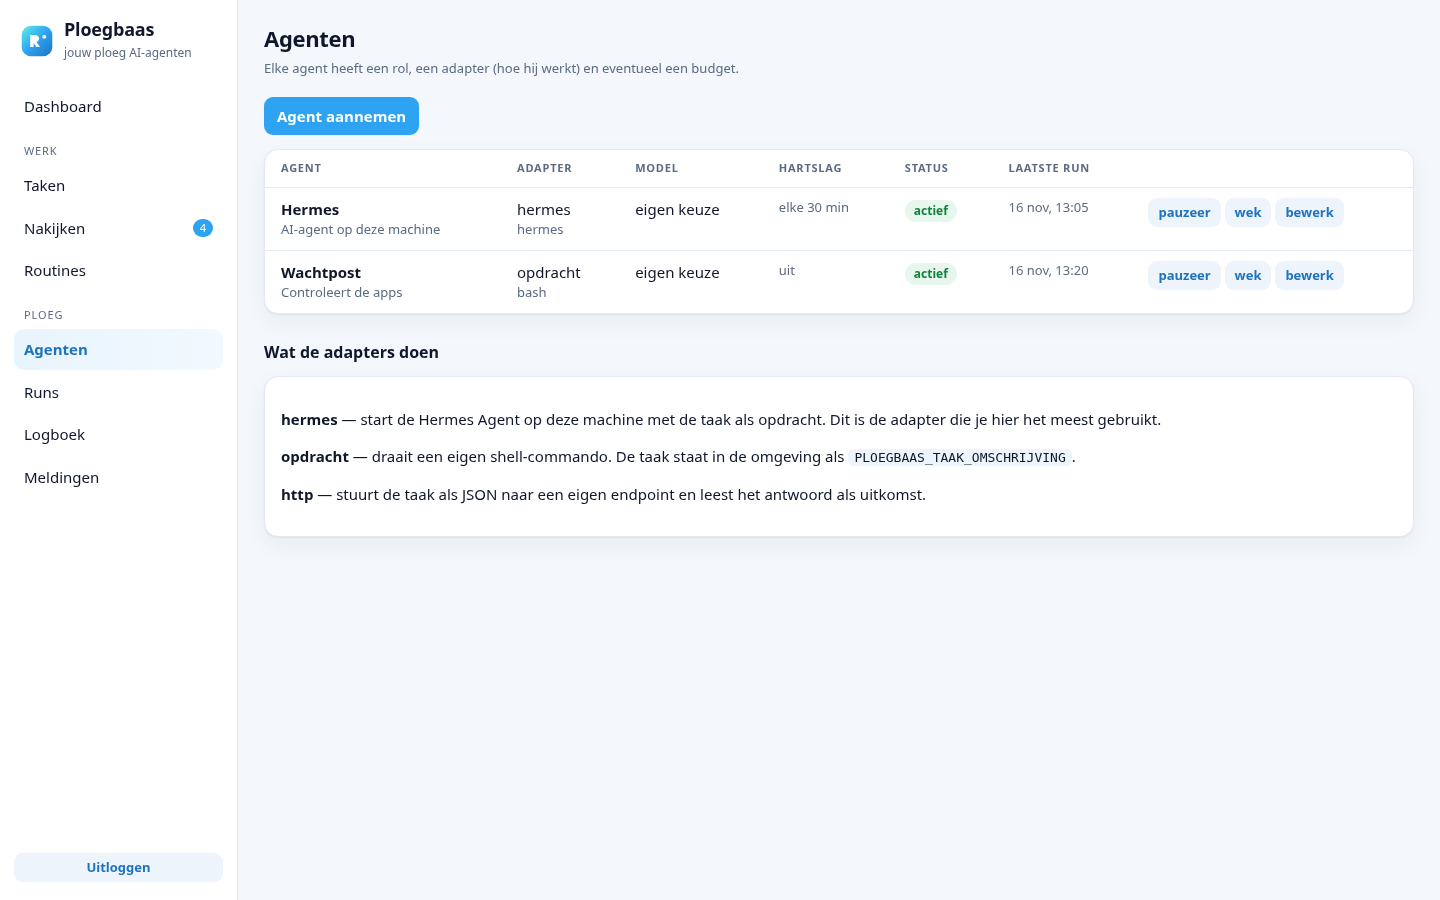 Ploegbaas
jouw ploeg AI-agenten
Dashboard
WERK
Taken
Nakijken 4
Routines
PLOEG
Agenten
Runs
Logboek
Meldingen
Uitloggen
Agenten
Elke agent heeft een rol, een adapter (hoe hij werkt) en eventueel een budget.
Agent aannemen
AGENT ADAPTER MODEL HARTSLAG STATUS LAATSTE RUN
Hermes hermes eigen keuze elke 30 min actief 16 nov, 13:05 pauzeer wek bewerk
AI-agent op deze machine hermes
Wachtpost opdracht eigen keuze uit actief 16 nov, 13:20 pauzeer wek bewerk
Controleert de apps bash
Wat de adapters doen
hermes — start de Hermes Agent op deze machine met de taak als opdracht. Dit is de adapter die je hier het meest gebruikt.
opdracht — draait een eigen shell-commando. De taak staat in de omgeving als PLOEGBAAS_TAAK_OMSCHRIJVING.
http — stuurt de taak als JSON naar een eigen endpoint en leest het antwoord als uitkomst.